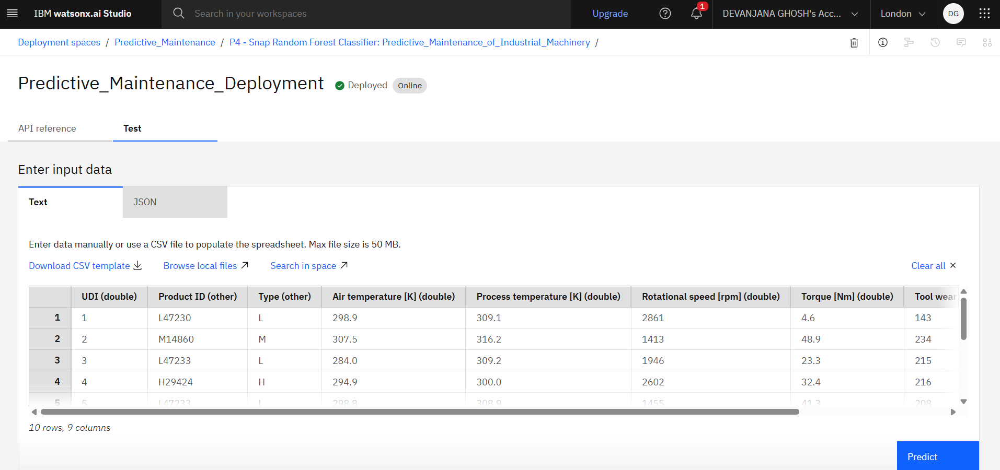 IBM watsonx.ai Studio
Search in your workspaces
Upgrade
1
DEVANJANA GHOSH's Acc...
London
DG
Deployment spaces / Predictive_Maintenance / P4 - Snap Random Forest Classifier: Predictive_Maintenance_of_Industrial_Machinery /
Predictive_Maintenance_Deployment
Deployed
Online
API reference
Test
Enter input data
Text
JSON
Enter data manually or use a CSV file to populate the spreadsheet. Max file size is 50 MB.
Download CSV template
Browse local files
Search in space
Clear all
UDI (double) Product ID (other) Type (other) Air temperature [K] (double) Process temperature [K] (double) Rotational speed [rpm] (double) Torque [Nm] (double) Tool wear
1 1 L47230 L 298.9 309.1 2861 4.6 143
2 2 M14860 M 307.5 316.2 1413 48.9 234
3 3 L47233 L 284.0 309.2 1946 23.3 215
4 4 H29424 H 294.9 300.0 2602 32.4 216
5 5 L47233 L 298.8 308.9 1455 41.3 208
10 rows, 9 columns
Predict